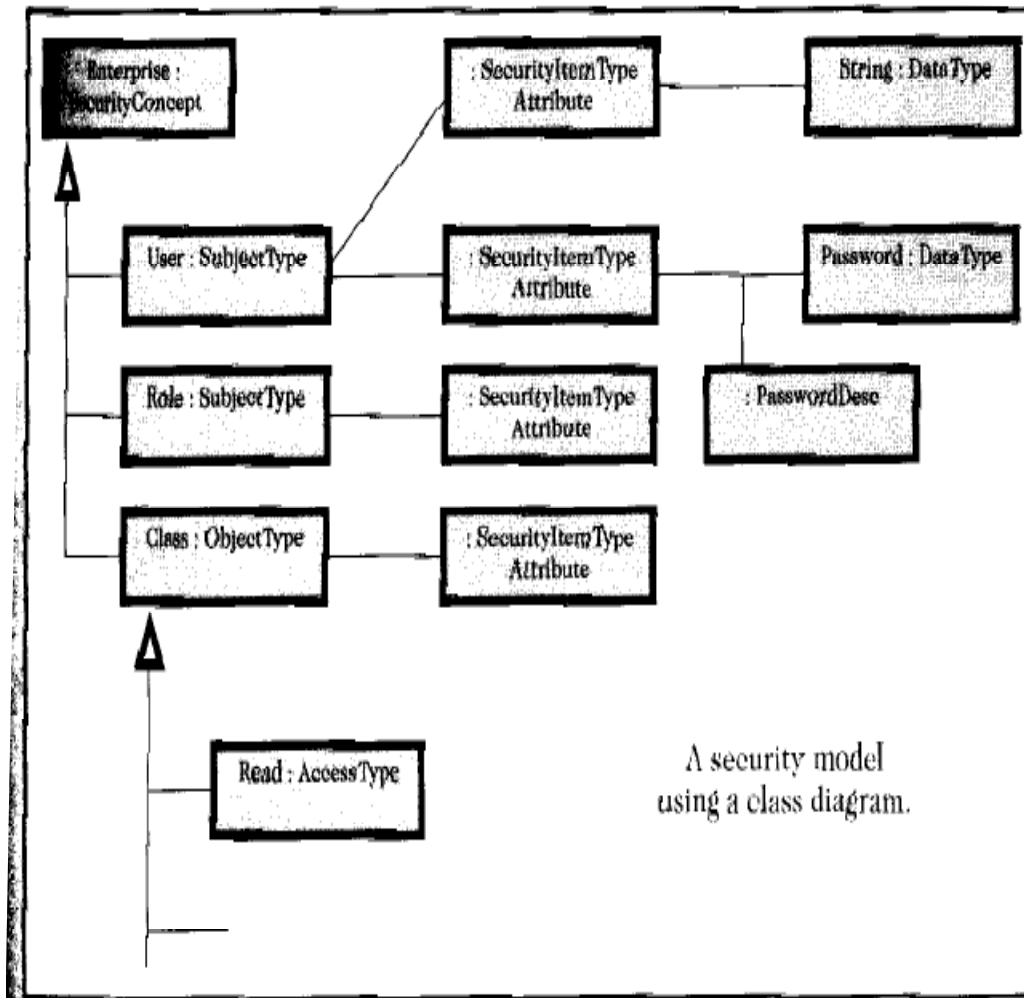 Enterprise :
SecurityConcept
: SecurityItemType
Attribute
String : DataType
User : SubjectType
: SecurityItemType
Attribute
Password : DataType
Role : SubjectType
: SecurityItemType
Attribute
: PasswordDesc
Class : ObjectType
: SecurityItemType
Attribute
Read : AccessType
A security model
using a class diagram.